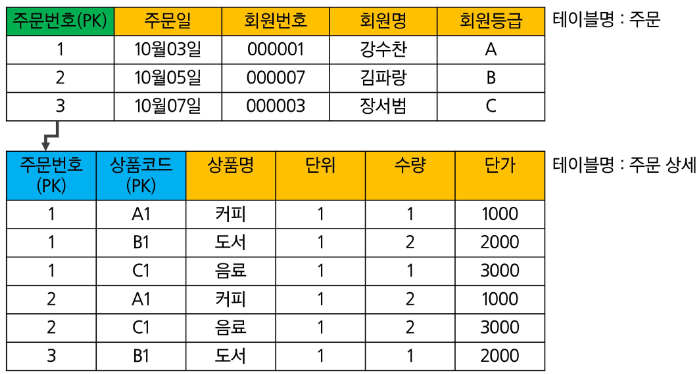 주문번호(PK) 주문일 회원번호 회원명 회원등급 테이블명 : 주문
1 10월03일 000001 강수찬 A
2 10월05일 000007 김파랑 B
3 10월07일 000003 장서범 C
주문번호 상품코드 상품명 단위 수량 단가 테이블명 : 주문 상세
(PK) (PK)
1 A1 커피 1 1 1000
1 B1 도서 1 2 2000
1 C1 음료 1 1 3000
2 A1 커피 1 2 1000
2 C1 음료 1 2 3000
3 B1 도서 1 1 2000